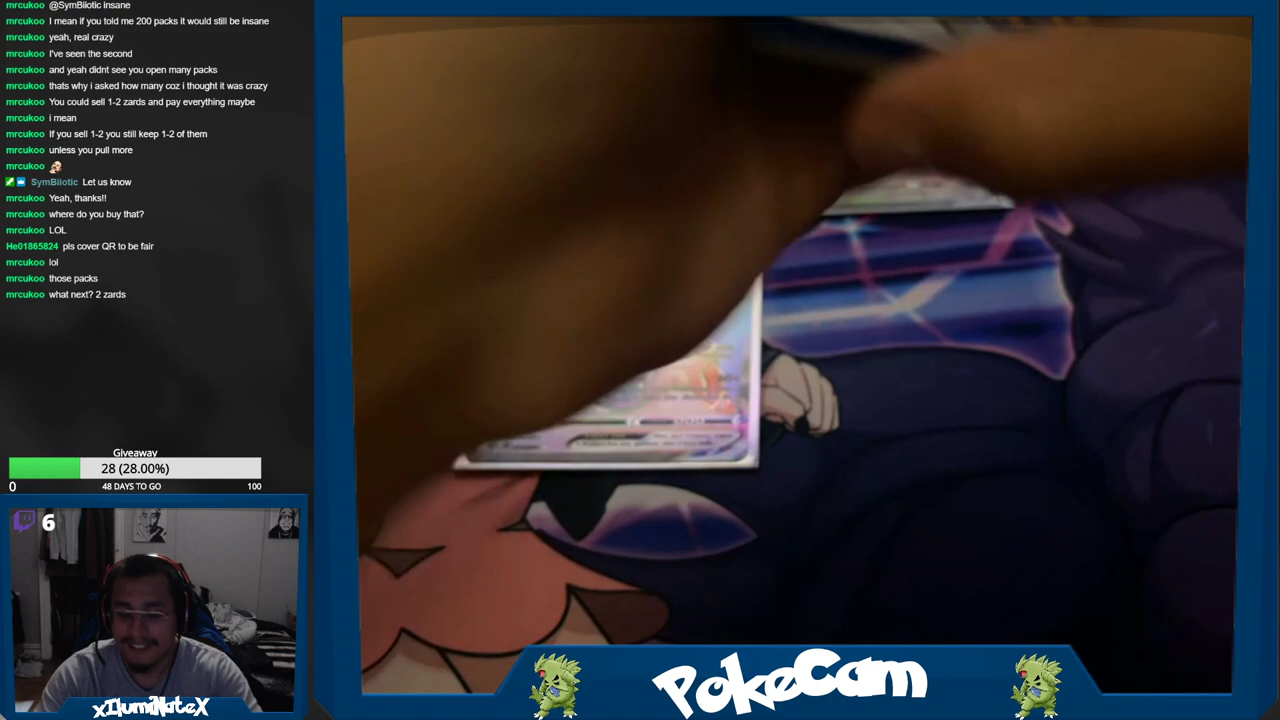 mrcukoo @SymBiiotic insane
mrcukoo I mean if you told me 200 packs it would still be insane
mrcukoo yeah, real crazy
mrcukoo I've seen the second
mrcukoo and yeah didnt see you open many packs
mrcukoo thats why i asked how many coz i thought it was crazy
mrcukoo You could sell 1-2 zards and pay everything maybe
mrcukoo i mean
mrcukoo If you sell 1-2 you still keep 1-2 of them
mrcukoo unless you pull more
mrcukoo
SymBiiotic Let us know
mrcukoo Yeah, thanks!!
mrcukoo where do you buy that?
mrcukoo LOL
He01865824 pls cover QR to be fair
mrcukoo lol
mrcukoo those packs
mrcukoo what next? 2 zards
Giveaway
28 (28.00%)
0 48 DAYS TO GO 100
6
xIlumiNateX
PokeCam